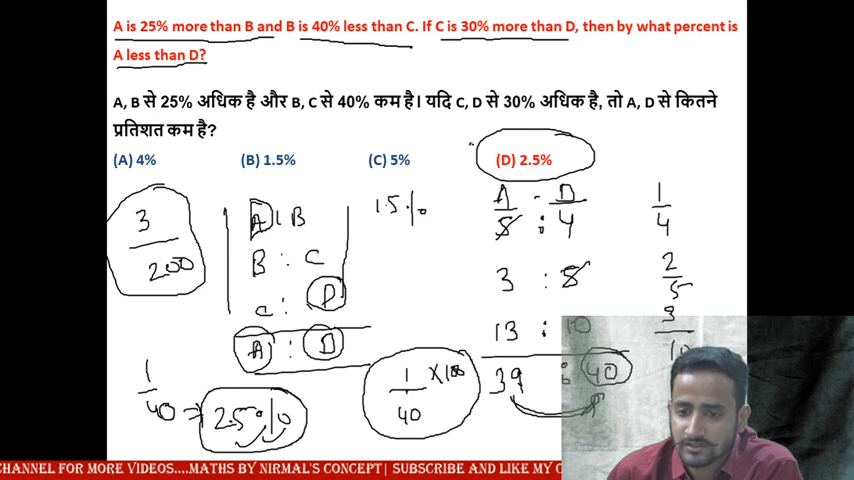 A is 25% more than B and B is 40% less than C. If C is 30% more than D, then by what percent is
A less than D?
A, B से 25% अधिक है और B, C से 40% कम है। यदि C, D से 30% अधिक है, तो A, D से कितने
प्रतिशत कम है?
(A) 4% (B) 1.5% (C) 5% (D) 2.5%
3/200
A : B
B : C
C : D
A : D
1.5%
A : D
5 : 4
3 : 5
13 : 10
39 : 40
1/4
2/5
3/10
1/40 × 100
1/40 ⇒ 2.5%
CHANNEL FOR MORE VIDEOS....MATHS BY NIRMAL'S CONCEPT| SUBSCRIBE AND LIKE MY C